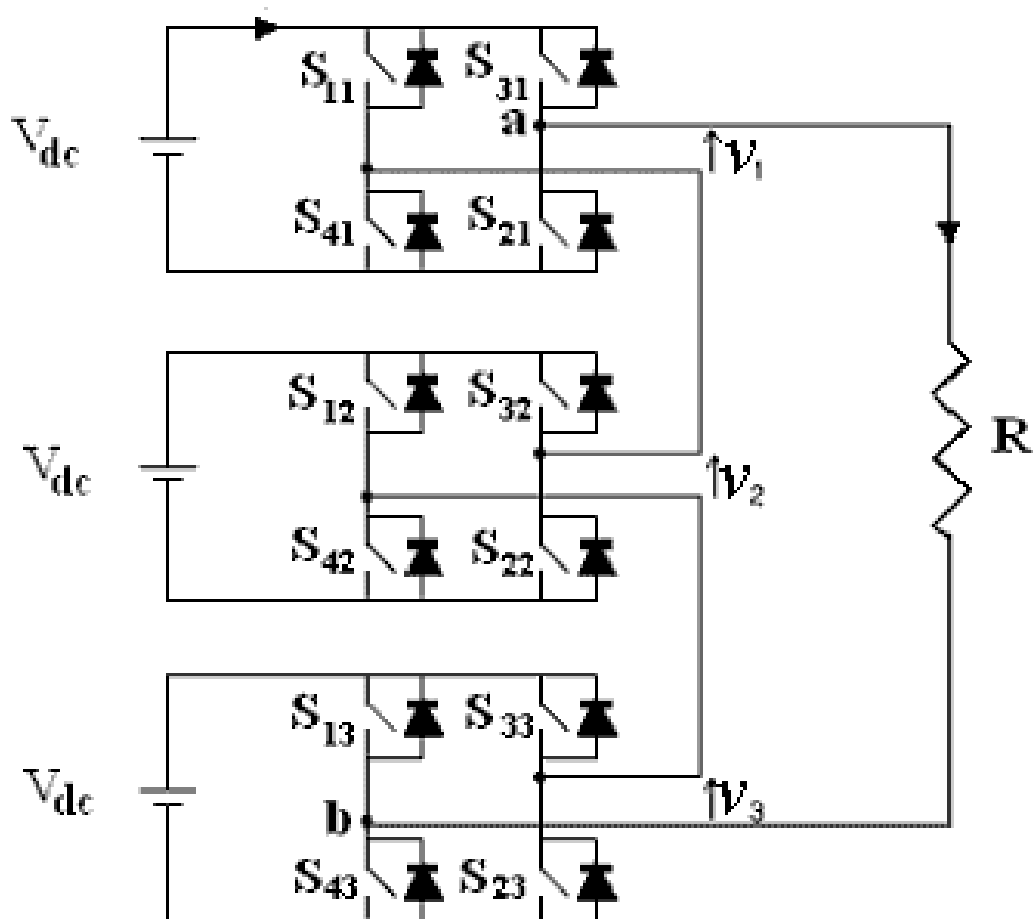 S11 S31
a
Vdc
v1
S41 S21
S12 S32
R
Vdc
v2
S42 S22
S13 S33
Vdc
v3
b
S43 S23